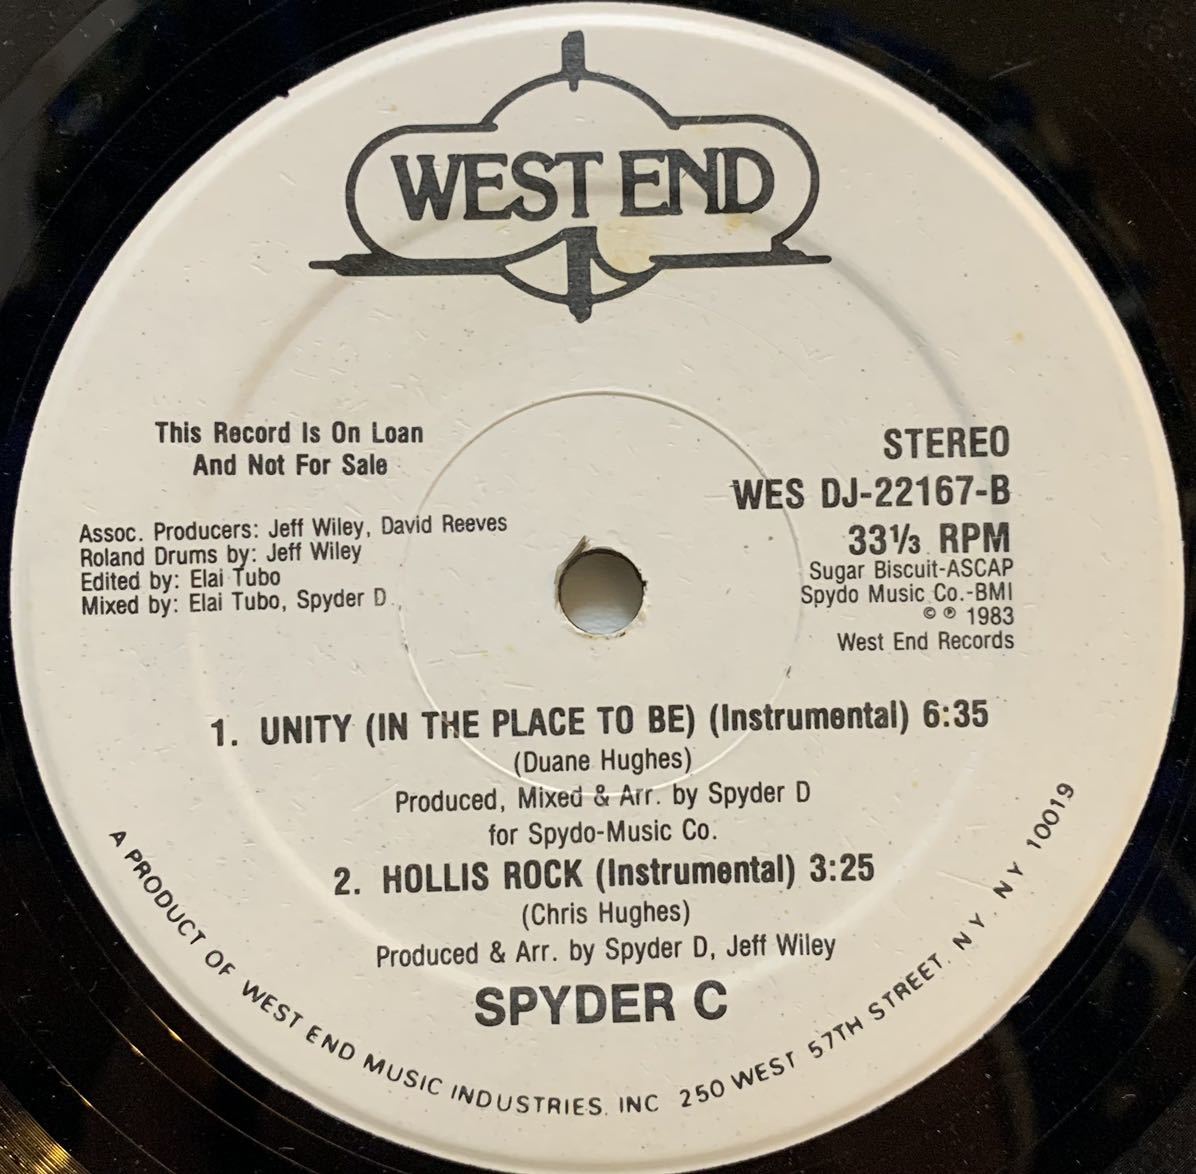 WEST END
This Record Is On Loan
And Not For Sale
STEREO
WES DJ-22167-B
33⅓ RPM
Sugar Biscuit-ASCAP
Spydo Music Co.-BMI
© ℗ 1983
West End Records
Assoc. Producers: Jeff Wiley, David Reeves
Roland Drums by: Jeff Wiley
Edited by: Elai Tubo
Mixed by: Elai Tubo, Spyder D
1. UNITY (IN THE PLACE TO BE) (Instrumental) 6:35
(Duane Hughes)
Produced, Mixed & Arr. by Spyder D
for Spydo-Music Co.
2. HOLLIS ROCK (Instrumental) 3:25
(Chris Hughes)
Produced & Arr. by Spyder D, Jeff Wiley
SPYDER C
A PRODUCT OF WEST END MUSIC INDUSTRIES. INC 250 WEST 57TH STREET. N Y. N Y 10019